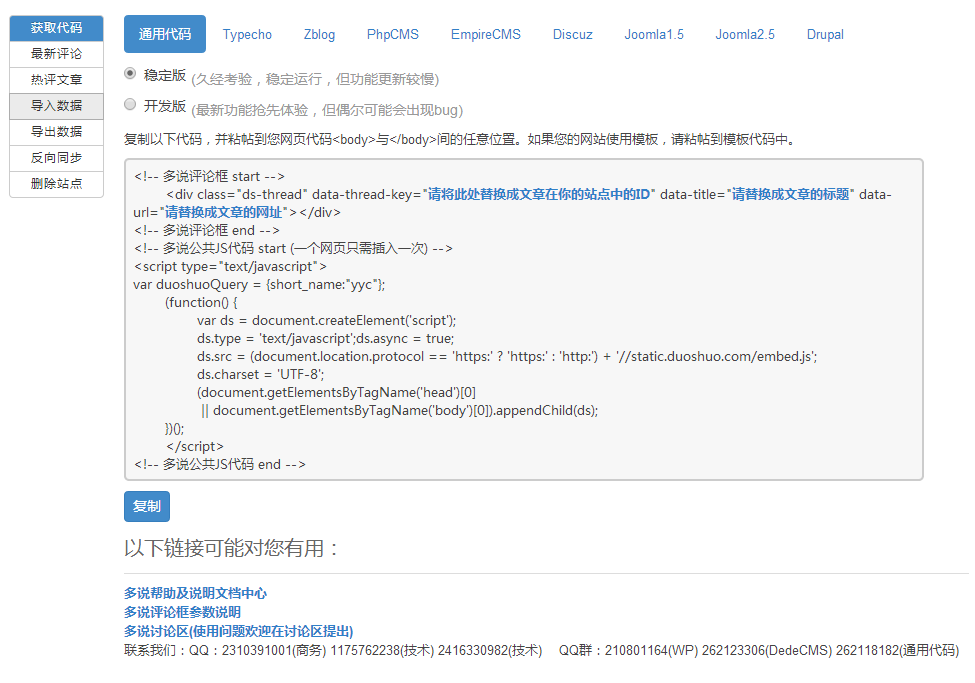 获取代码
最新评论
热评文章
导入数据
导出数据
反向同步
删除站点
通用代码 Typecho Zblog PhpCMS EmpireCMS Discuz Joomla1.5 Joomla2.5 Drupal
稳定版 (久经考验，稳定运行，但功能更新较慢)
开发版 (最新功能抢先体验，但偶尔可能会出现bug)
复制以下代码，并粘帖到您网页代码<body>与</body>间的任意位置。如果您的网站使用模板，请粘帖到模板代码中。
<!-- 多说评论框 start -->
<div class="ds-thread" data-thread-key="请将此处替换成文章在你的站点中的ID" data-title="请替换成文章的标题" data-
url="请替换成文章的网址"></div>
<!-- 多说评论框 end -->
<!-- 多说公共JS代码 start (一个网页只需插入一次) -->
<script type="text/javascript">
var duoshuoQuery = {short_name:"yyc"};
(function() {
var ds = document.createElement('script');
ds.type = 'text/javascript';ds.async = true;
ds.src = (document.location.protocol == 'https:' ? 'https:' : 'http:') + '//static.duoshuo.com/embed.js';
ds.charset = 'UTF-8';
(document.getElementsByTagName('head')[0]
|| document.getElementsByTagName('body')[0]).appendChild(ds);
})();
</script>
<!-- 多说公共JS代码 end -->
复制
以下链接可能对您有用：
多说帮助及说明文档中心
多说评论框参数说明
多说讨论区(使用问题欢迎在讨论区提出)
联系我们：QQ：2310391001(商务) 1175762238(技术) 2416330982(技术) QQ群：210801164(WP) 262123306(DedeCMS) 262118182(通用代码)